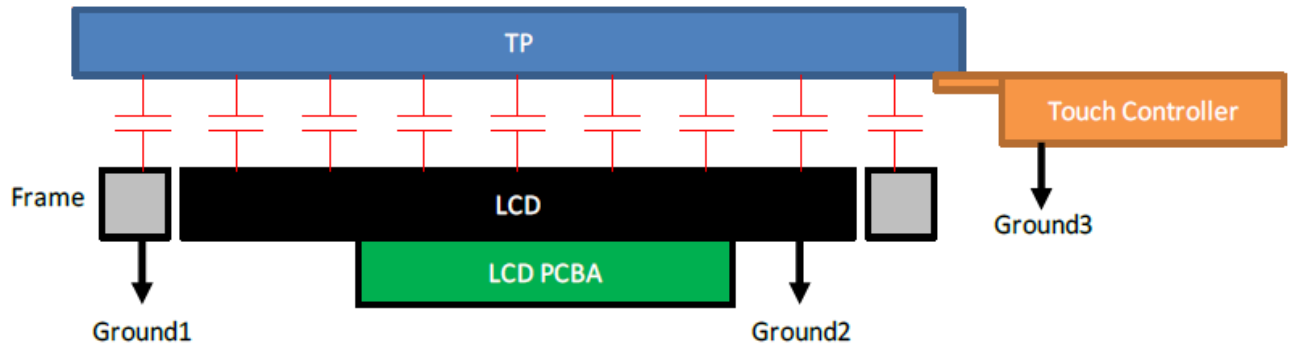 TP
Touch Controller
Frame
LCD
Ground3
LCD PCBA
Ground1
Ground2